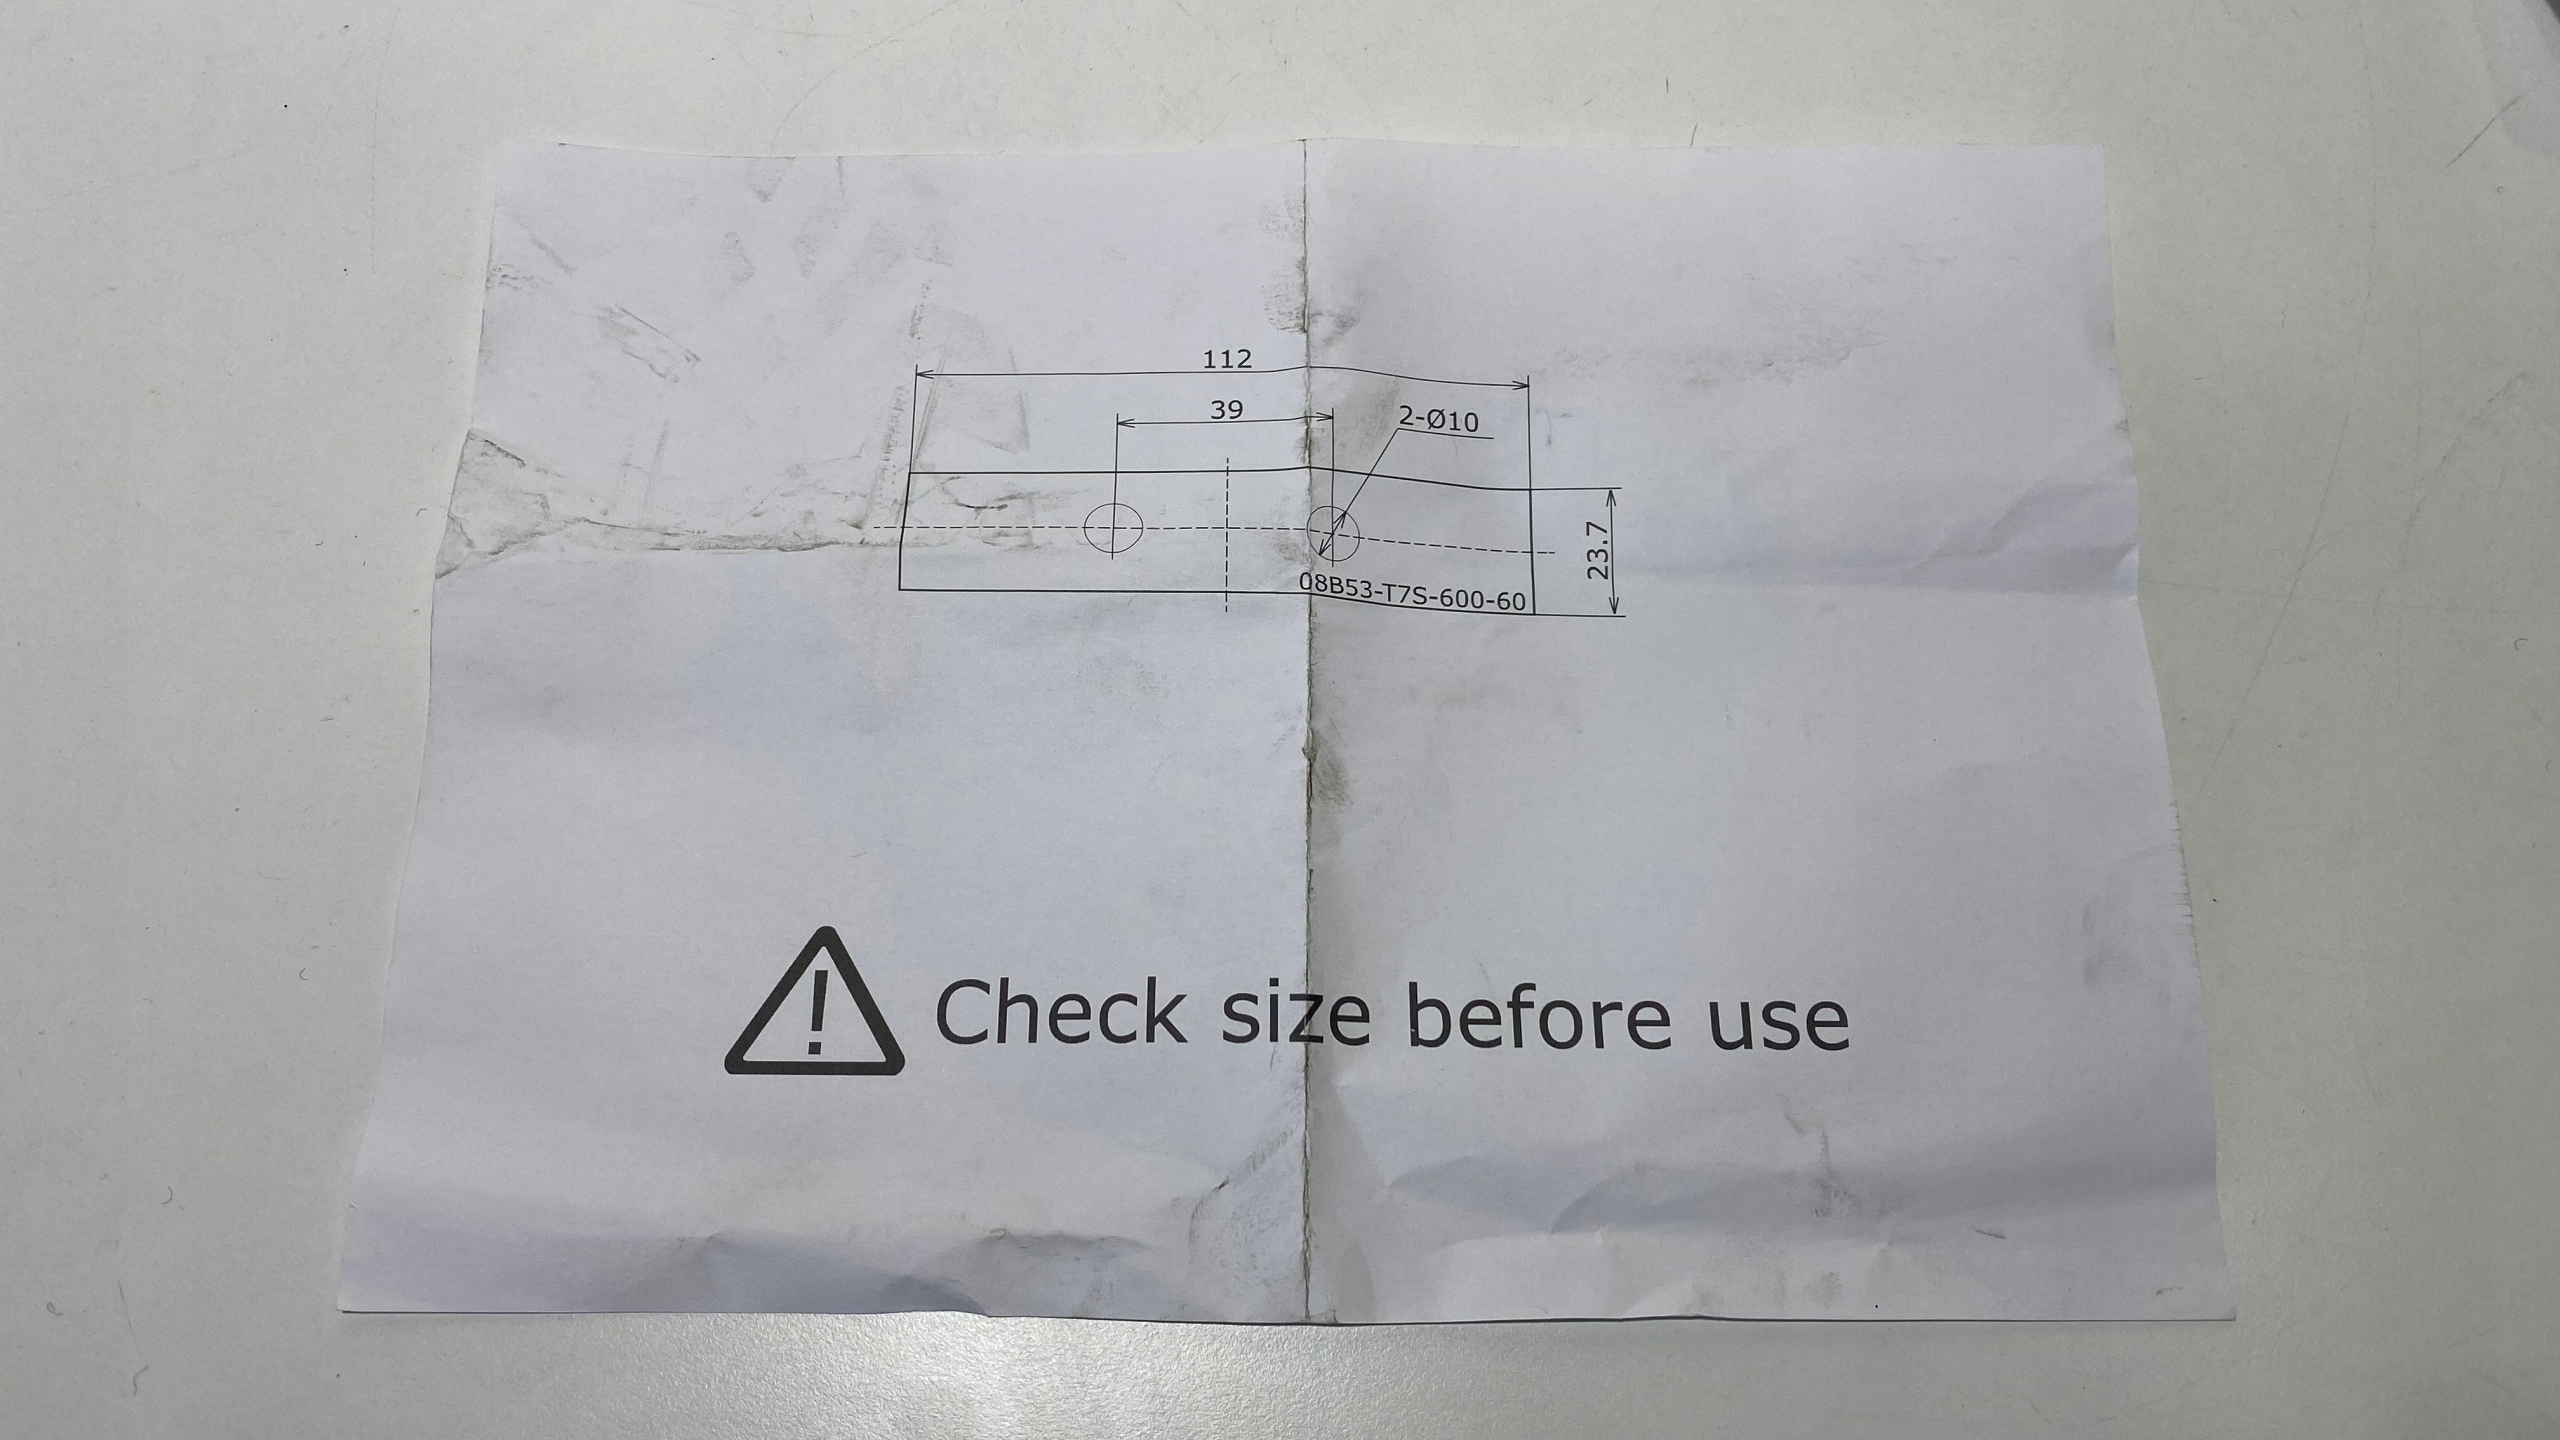 112
39
2-Ø10
23.7
08B53-T7S-600-60
! Check size before use